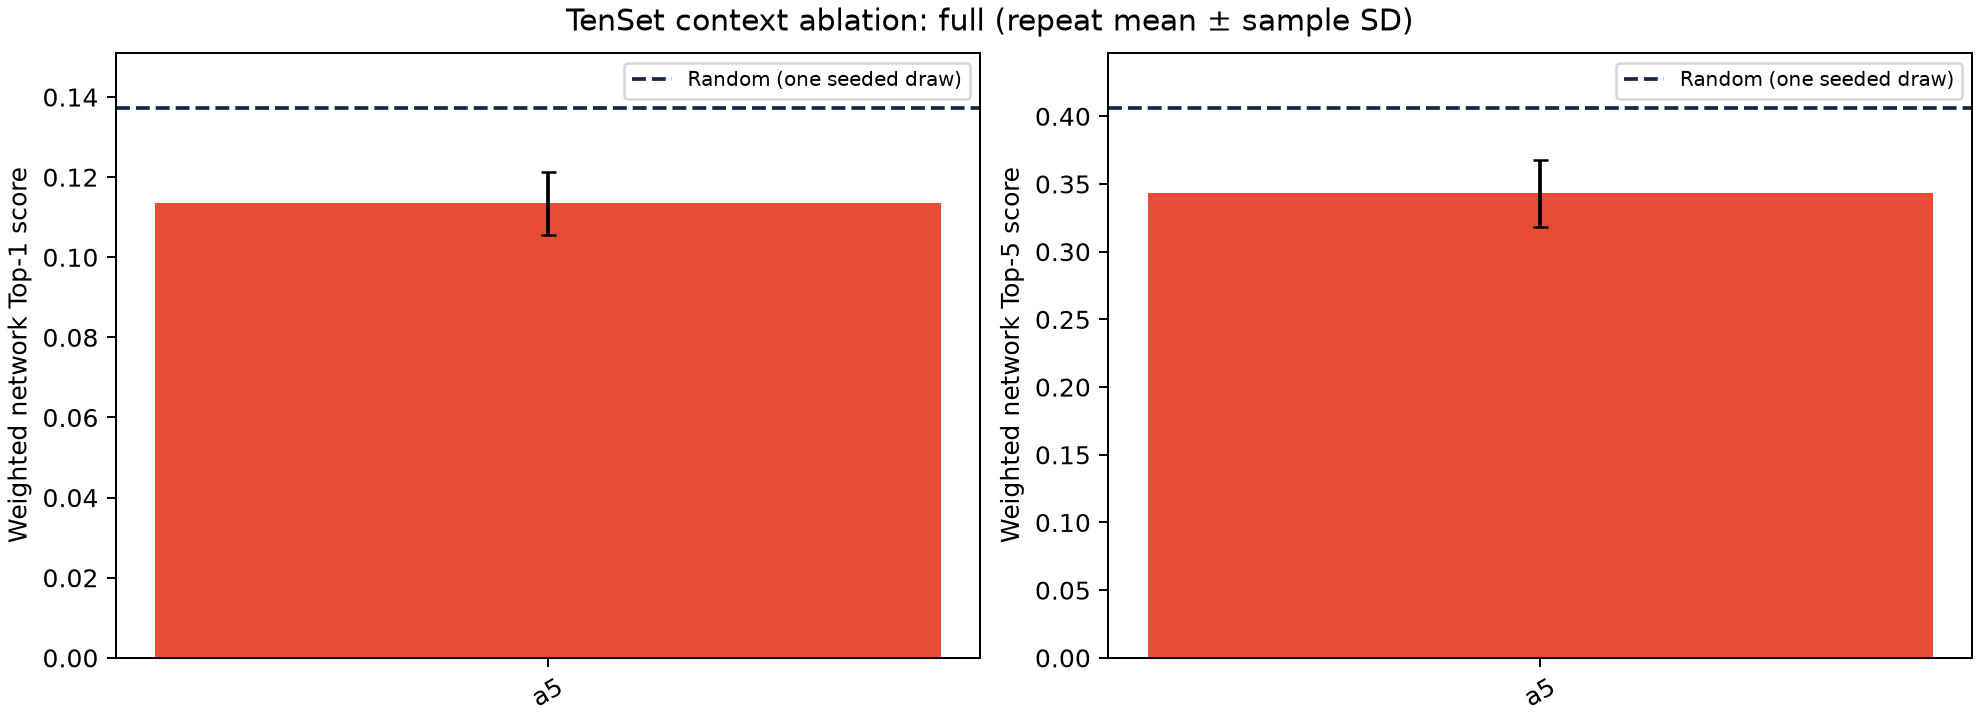 TenSet context ablation: full (repeat mean ± sample SD)
Weighted network Top-1 score
0.14
0.12
0.10
0.08
0.06
0.04
0.02
0.00
Random (one seeded draw)
a5
Weighted network Top-5 score
0.40
0.35
0.30
0.25
0.20
0.15
0.10
0.05
0.00
Random (one seeded draw)
a5